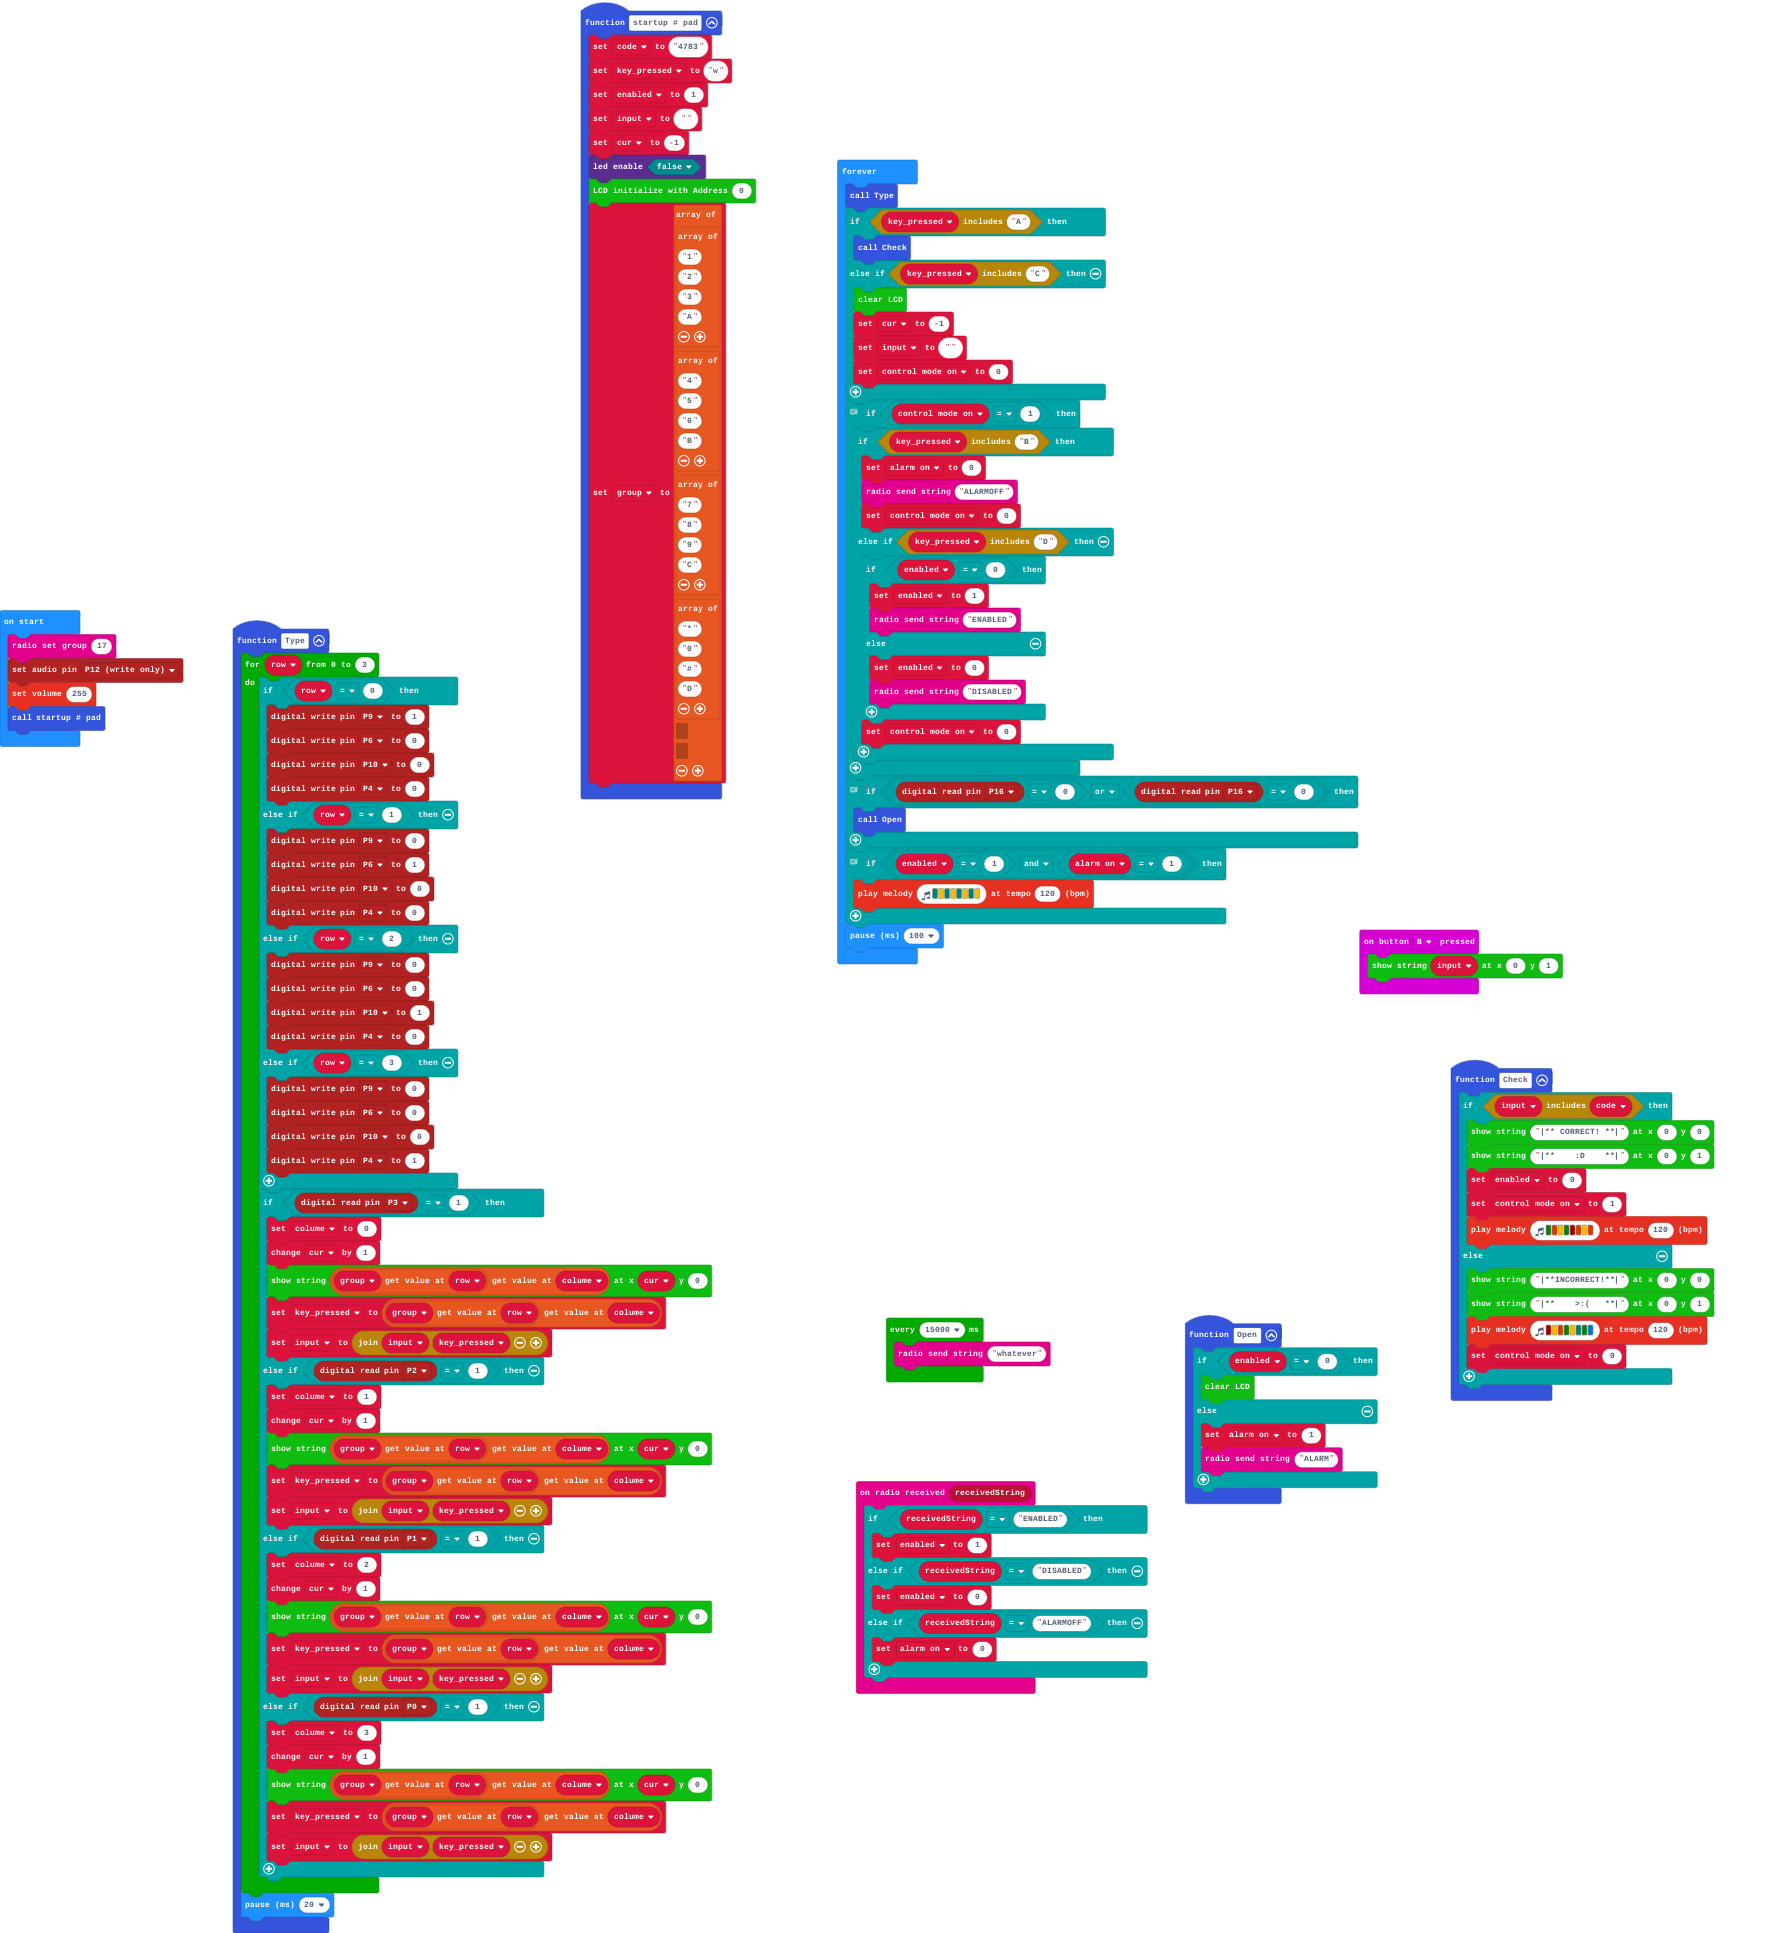 function startup # pad
set code to "4783"
set key_pressed to "w"
set enabled to 1
set input to ""
set cur to -1
led enable false
LCD initialize with Address 0
set group to
array of
array of
"1"
"2"
"3"
"A"
array of
"4"
"5"
"6"
"B"
array of
"7"
"8"
"9"
"C"
array of
"*"
"0"
"#"
"D"
on start
radio set group 17
set audio pin P12 (write only)
set volume 255
call startup # pad
function Type
for row from 0 to 3
do
if row = 0 then
digital write pin P9 to 1
digital write pin P6 to 0
digital write pin P10 to 0
digital write pin P4 to 0
else if row = 1 then
digital write pin P9 to 0
digital write pin P6 to 1
digital write pin P10 to 0
digital write pin P4 to 0
else if row = 2 then
digital write pin P9 to 0
digital write pin P6 to 0
digital write pin P10 to 1
digital write pin P4 to 0
else if row = 3 then
digital write pin P9 to 0
digital write pin P6 to 0
digital write pin P10 to 0
digital write pin P4 to 1
if digital read pin P3 = 1 then
set colume to 0
change cur by 1
show string group get value at row get value at colume at x cur y 0
set key_pressed to group get value at row get value at colume
set input to join input key_pressed
else if digital read pin P2 = 1 then
set colume to 1
change cur by 1
show string group get value at row get value at colume at x cur y 0
set key_pressed to group get value at row get value at colume
set input to join input key_pressed
else if digital read pin P1 = 1 then
set colume to 2
change cur by 1
show string group get value at row get value at colume at x cur y 0
set key_pressed to group get value at row get value at colume
set input to join input key_pressed
else if digital read pin P0 = 1 then
set colume to 3
change cur by 1
show string group get value at row get value at colume at x cur y 0
set key_pressed to group get value at row get value at colume
set input to join input key_pressed
pause (ms) 20
forever
call Type
if key_pressed includes "A" then
call Check
else if key_pressed includes "C" then
clear LCD
set cur to -1
set input to ""
set control mode on to 0
if control mode on = 1 then
if key_pressed includes "B" then
set alarm on to 0
radio send string "ALARMOFF"
set control mode on to 0
else if key_pressed includes "D" then
if enabled = 0 then
set enabled to 1
radio send string "ENABLED"
else
set enabled to 0
radio send string "DISABLED"
set control mode on to 0
if digital read pin P16 = 0 or digital read pin P16 = 0 then
call Open
if enabled = 1 and alarm on = 1 then
play melody at tempo 120 (bpm)
pause (ms) 100
on button B pressed
show string input at x 0 y 1
function Check
if input includes code then
show string "|** CORRECT! **|" at x 0 y 0
show string "|**    :D    **|" at x 0 y 1
set enabled to 0
set control mode on to 1
play melody at tempo 120 (bpm)
else
show string "|**INCORRECT!**|" at x 0 y 0
show string "|**    >:(   **|" at x 0 y 1
play melody at tempo 120 (bpm)
set control mode on to 0
every 15000 ms
radio send string "whatever"
function Open
if enabled = 0 then
clear LCD
else
set alarm on to 1
radio send string "ALARM"
on radio received receivedString
if receivedString = "ENABLED" then
set enabled to 1
else if receivedString = "DISABLED" then
set enabled to 0
else if receivedString = "ALARMOFF" then
set alarm on to 0